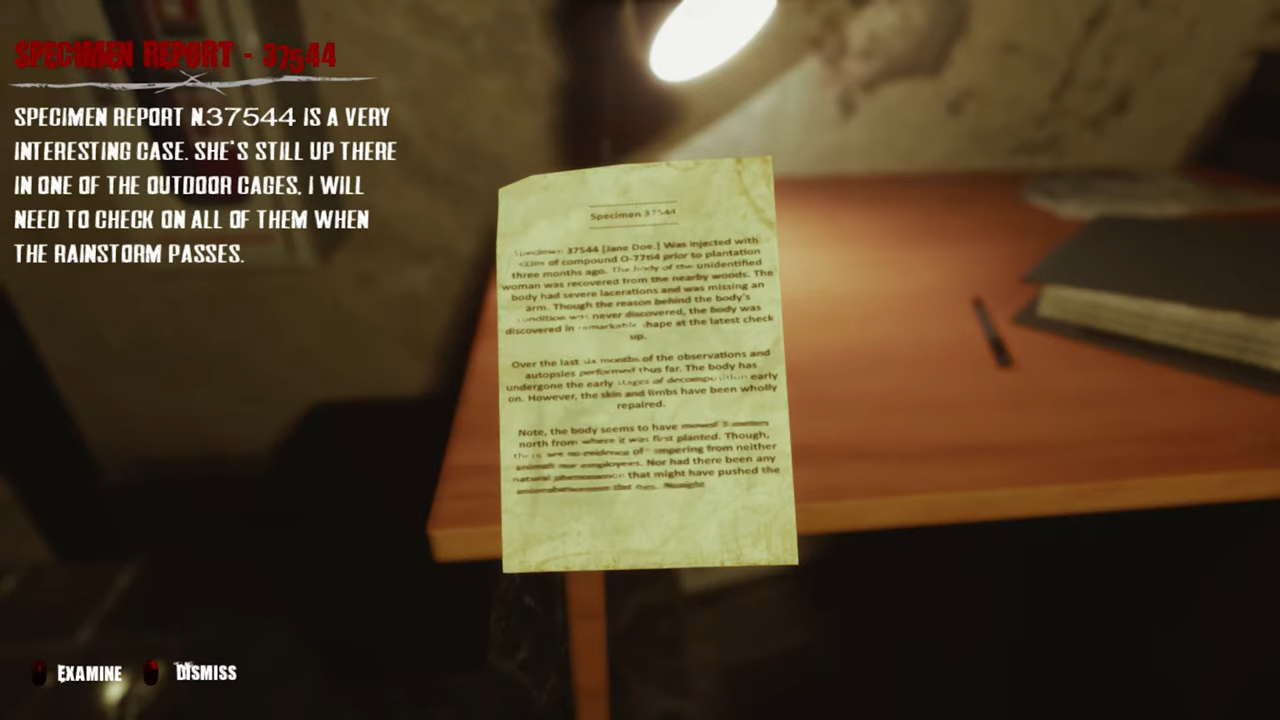 SPECIMEN REPORT - 37544
SPECIMEN REPORT N.37544 IS A VERY
INTERESTING CASE. SHE'S STILL UP THERE
IN ONE OF THE OUTDOOR CAGES. I WILL
NEED TO CHECK ON ALL OF THEM WHEN
THE RAINSTORM PASSES.
Specimen 37544
Specimen 37544 [Jane Doe.] Was injected with
of compound prior to plantation
three months ago. The body of the unidentified
woman was recovered from the nearby woods. The
body had severe lacerations and was missing an
arm. Though the reason behind the body's
condition was never discovered, the body was
discovered in remarkable shape at the latest check
up.
Over the last six months of the observations and
autopsies performed thus far. The body has
undergone the early stages of decomposition early
on. However, the skin and limbs have been wholly
repaired.
Note, the body seems to have moved 3 meters
north from where it was first planted. Though,
there are no evidence of tampering from neither
animals nor employees. Nor had there been any
natural phenomenon that might have pushed the
EXAMINE
DISMISS